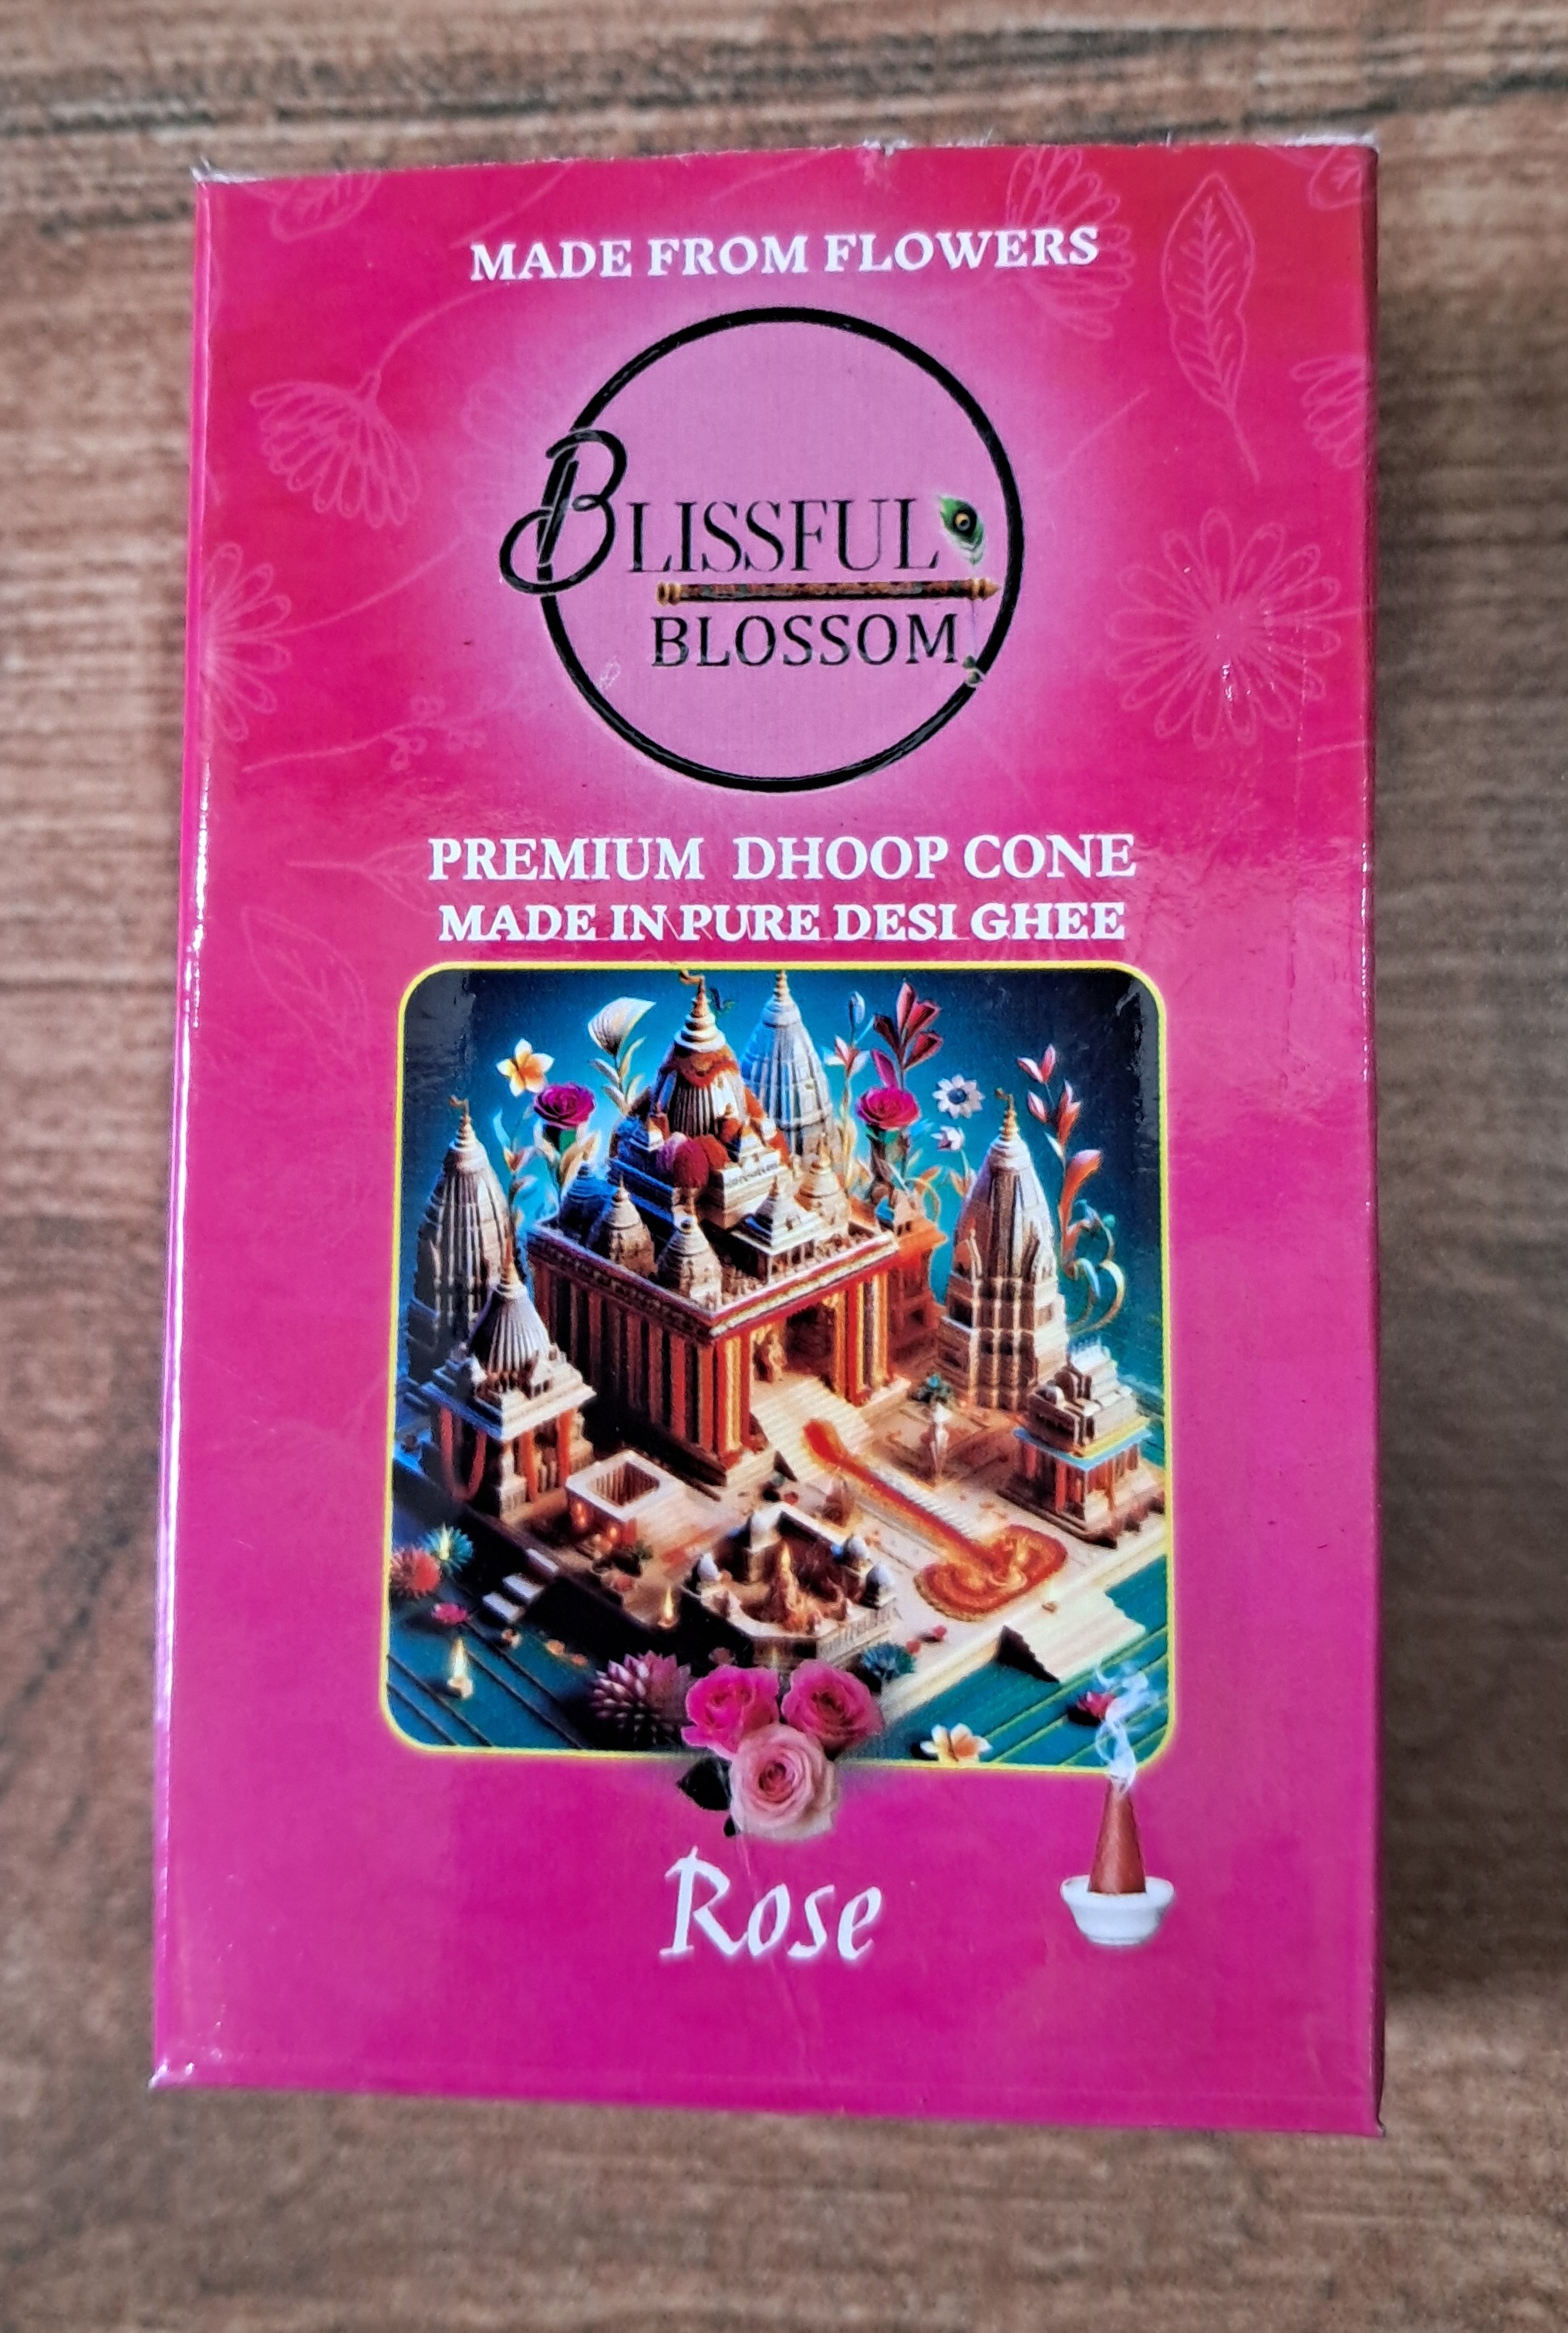 MADE FROM FLOWERS
BLISSFUL
BLOSSOM
PREMIUM DHOOP CONE
MADE IN PURE DESI GHEE
Rose